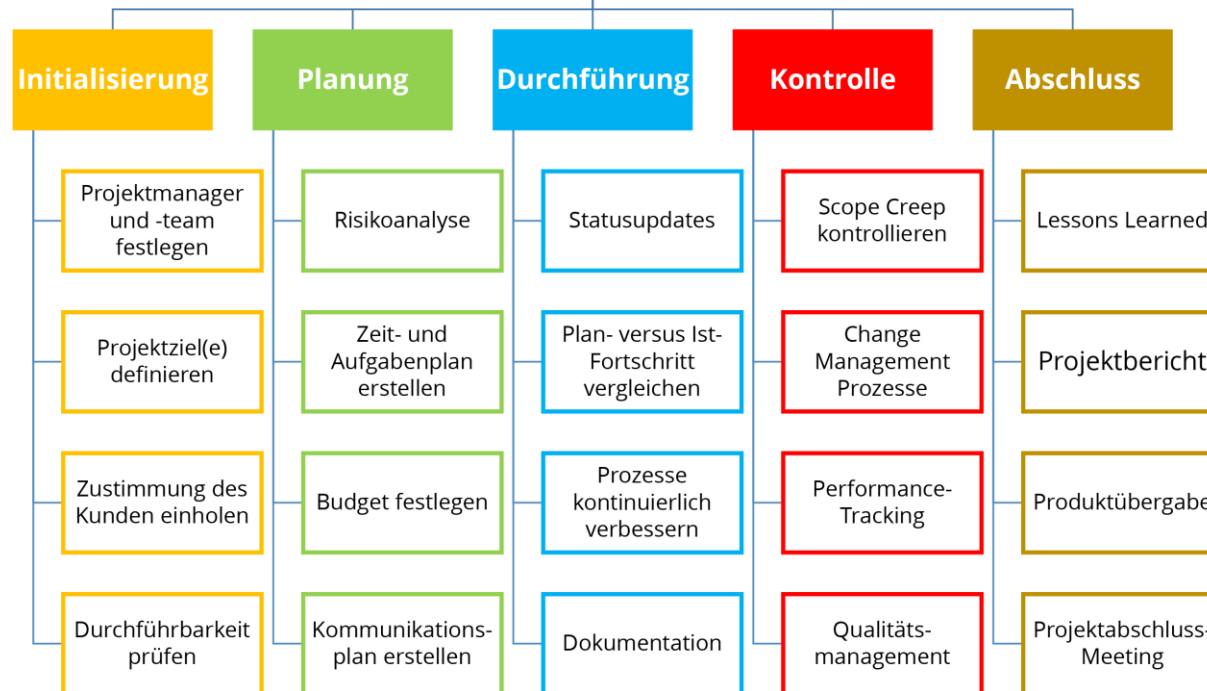 Initialisierung
Projektmanager
und -team
festlegen
Projektziel(e)
definieren
Zustimmung des
Kunden einholen
Durchführbarkeit
prüfen
Planung
Risikoanalyse
Zeit- und
Aufgabenplan
erstellen
Budget festlegen
Kommunikations-
plan erstellen
Durchführung
Statusupdates
Plan- versus Ist-
Fortschritt
vergleichen
Prozesse
kontinuierlich
verbessern
Dokumentation
Kontrolle
Scope Creep
kontrollieren
Change
Management
Prozesse
Performance-
Tracking
Qualitäts-
management
Abschluss
Lessons Learned
Projektbericht
Produktübergabe
Projektabschluss-
Meeting